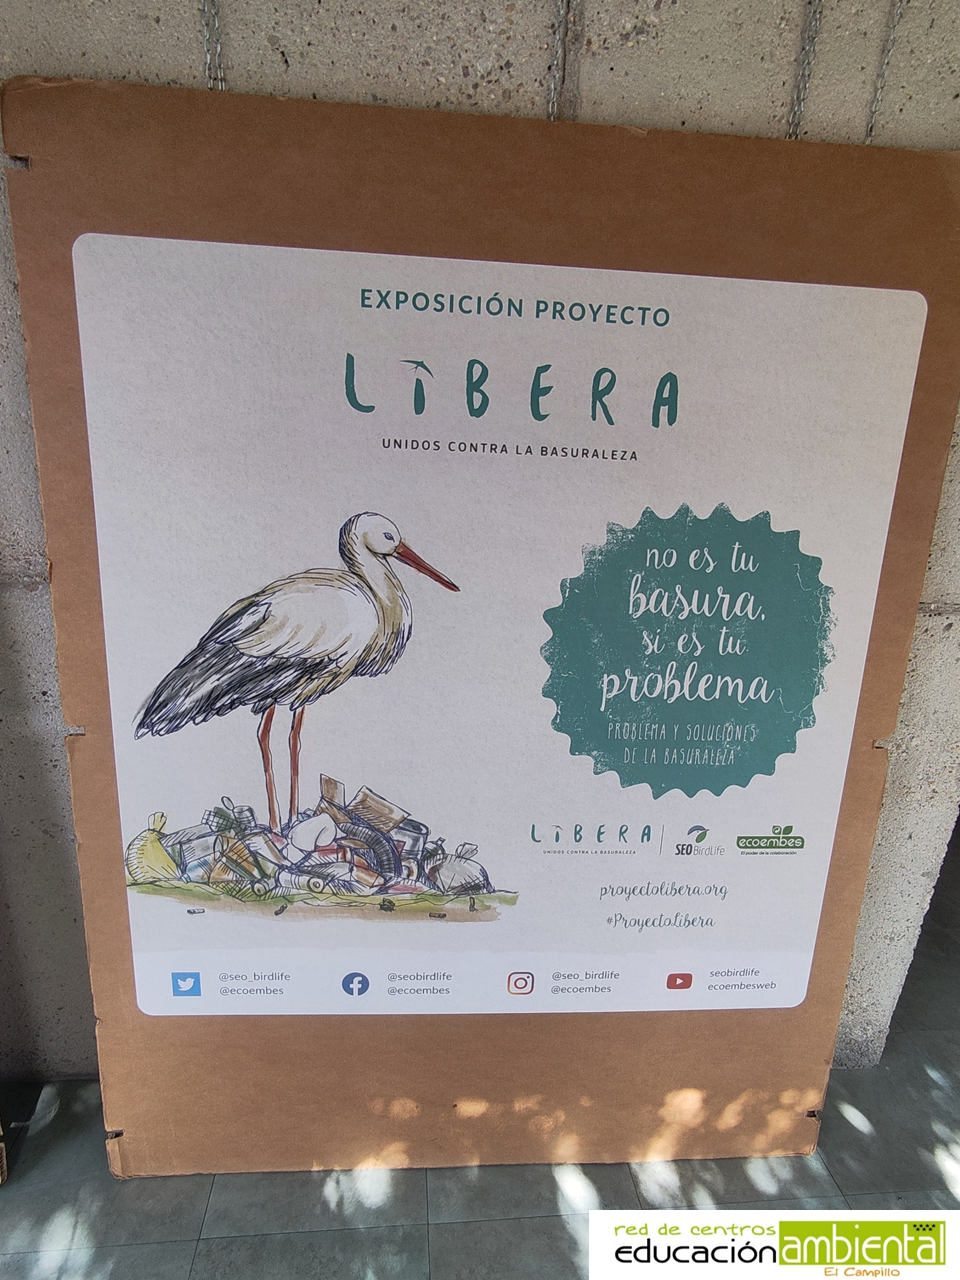 EXPOSICIÓN PROYECTO
LIBERA
UNIDOS CONTRA LA BASURALEZA
no es tu
basura,
sí es tu
problema
PROBLEMA Y SOLUCIONES
DE LA BASURALEZA
LIBERA
UNIDOS CONTRA LA BASURALEZA
SEO BirdLife
ecoembes
El poder de la colaboración
proyectolibera.org
#ProyectoLibera
@seo_birdlife
@ecoembes
@seobirdlife
@ecoembes
@seo_birdlife
@ecoembes
seobirdlife
ecoembesweb
red de centros
educación ambiental
El Campillo